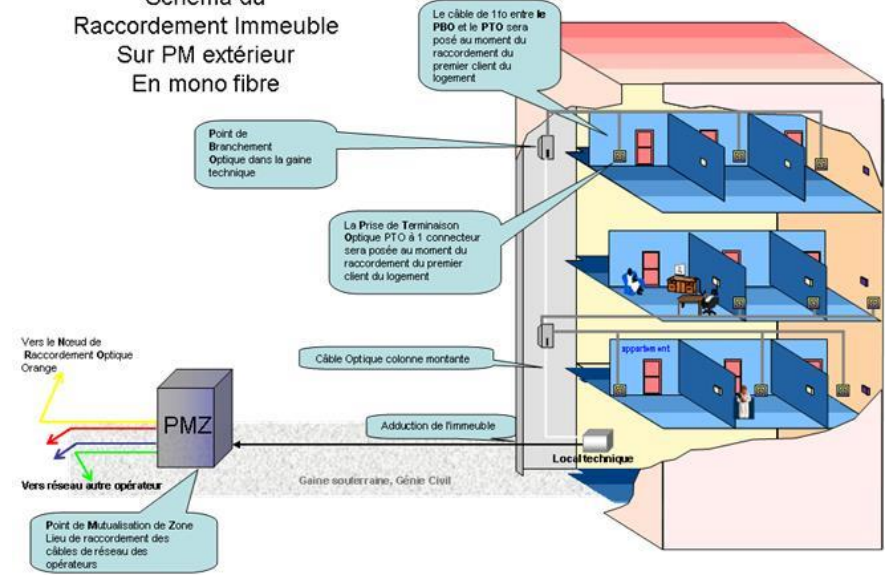 Schéma du
Raccordement Immeuble
Sur PM extérieur
En mono fibre
Le câble de 1fo entre le
PBO et le PTO sera
posé au moment du
raccordement du
premier client du
logement
Point de
Branchement
Optique dans la gaine
technique
La Prise de Terminaison
Optique PTO à 1 connecteur
sera posée au moment du
raccordement du premier
client du logement
Vers le Nœud de
Raccordement Optique
Orange
Câble Optique colonne montante
appartement
PMZ
Adduction de l'immeuble
Local technique
Vers réseau autre opérateur
Gaine souterraine, Génie Civil
Point de Mutualisation de Zone
Lieu de raccordement des
câbles de réseau des
opérateurs